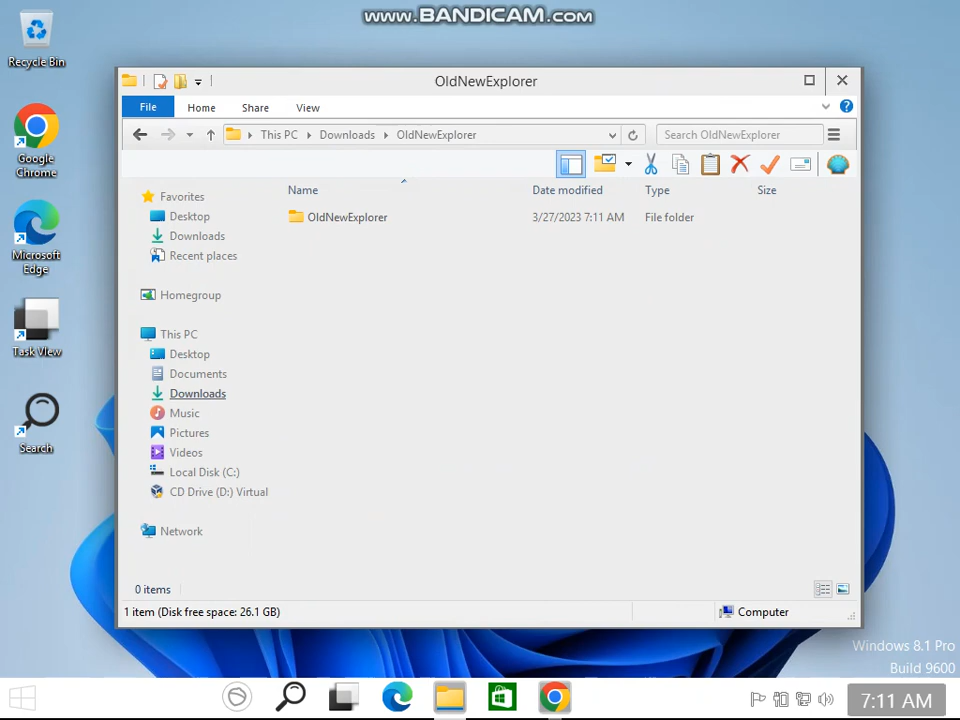 www.BANDICAM.com
Recycle Bin
Google
Chrome
Microsoft
Edge
Task View
Search
OldNewExplorer
File Home Share View
This PC Downloads OldNewExplorer Search OldNewExplorer
Name Date modified Type Size
OldNewExplorer 3/27/2023 7:11 AM File folder
Favorites
Desktop
Downloads
Recent places
Homegroup
This PC
Desktop
Documents
Downloads
Music
Pictures
Videos
Local Disk (C:)
CD Drive (D:) Virtual
Network
0 items
1 item (Disk free space: 26.1 GB) Computer
Windows 8.1 Pro
Build 9600
7:11 AM